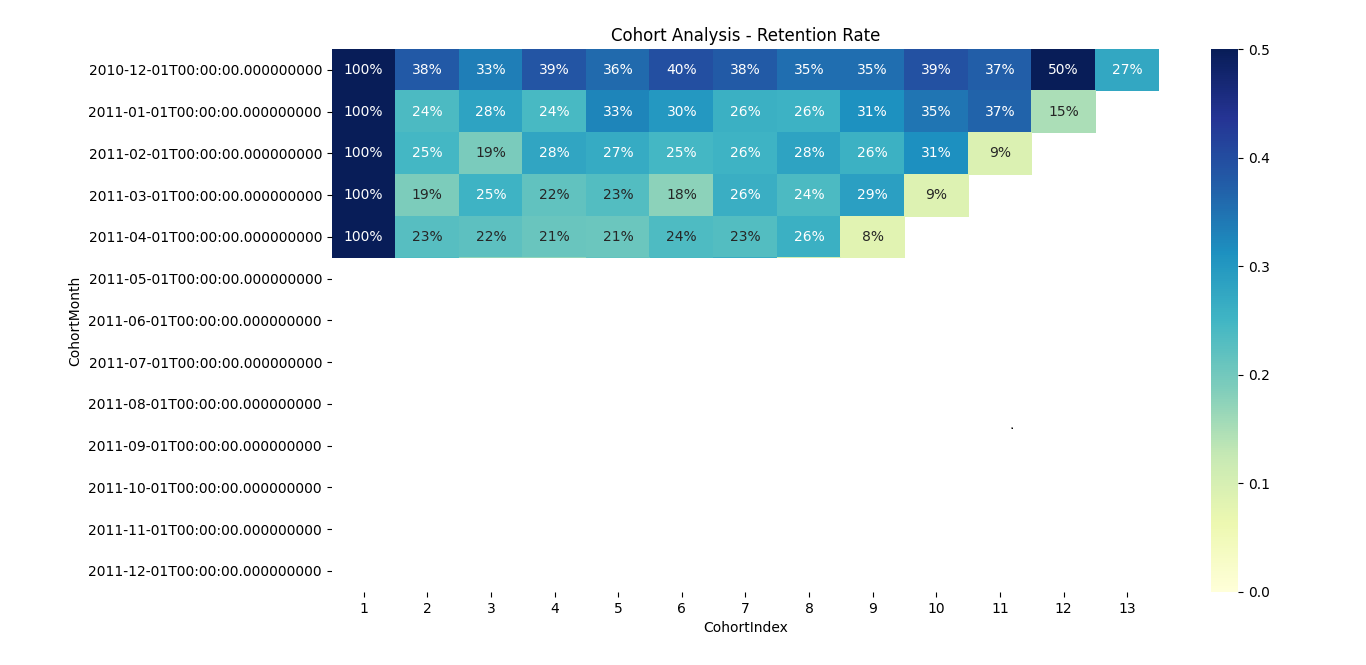 Cohort Analysis - Retention Rate
2010-12-01T00:00:00.000000000 100% 38% 33% 39% 36% 40% 38% 35% 35% 39% 37% 50% 27%
2011-01-01T00:00:00.000000000 100% 24% 28% 24% 33% 30% 26% 26% 31% 35% 37% 15%
2011-02-01T00:00:00.000000000 100% 25% 19% 28% 27% 25% 26% 28% 26% 31% 9%
2011-03-01T00:00:00.000000000 100% 19% 25% 22% 23% 18% 26% 24% 29% 9%
2011-04-01T00:00:00.000000000 100% 23% 22% 21% 21% 24% 23% 26% 8%
2011-05-01T00:00:00.000000000
2011-06-01T00:00:00.000000000
2011-07-01T00:00:00.000000000
2011-08-01T00:00:00.000000000
2011-09-01T00:00:00.000000000
2011-10-01T00:00:00.000000000
2011-11-01T00:00:00.000000000
2011-12-01T00:00:00.000000000
CohortMonth
1 2 3 4 5 6 7 8 9 10 11 12 13
CohortIndex
0.5
0.4
0.3
0.2
0.1
0.0